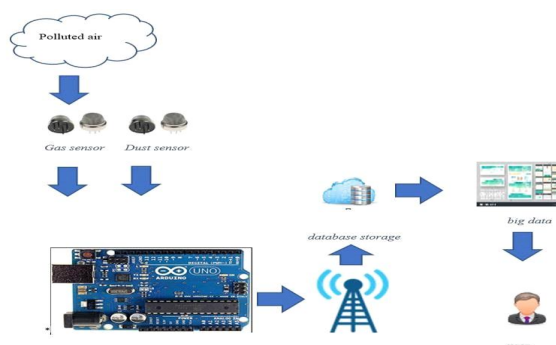 Polluted air
Gas sensor Dust sensor
database storage
big data
UNO
ARDUINO